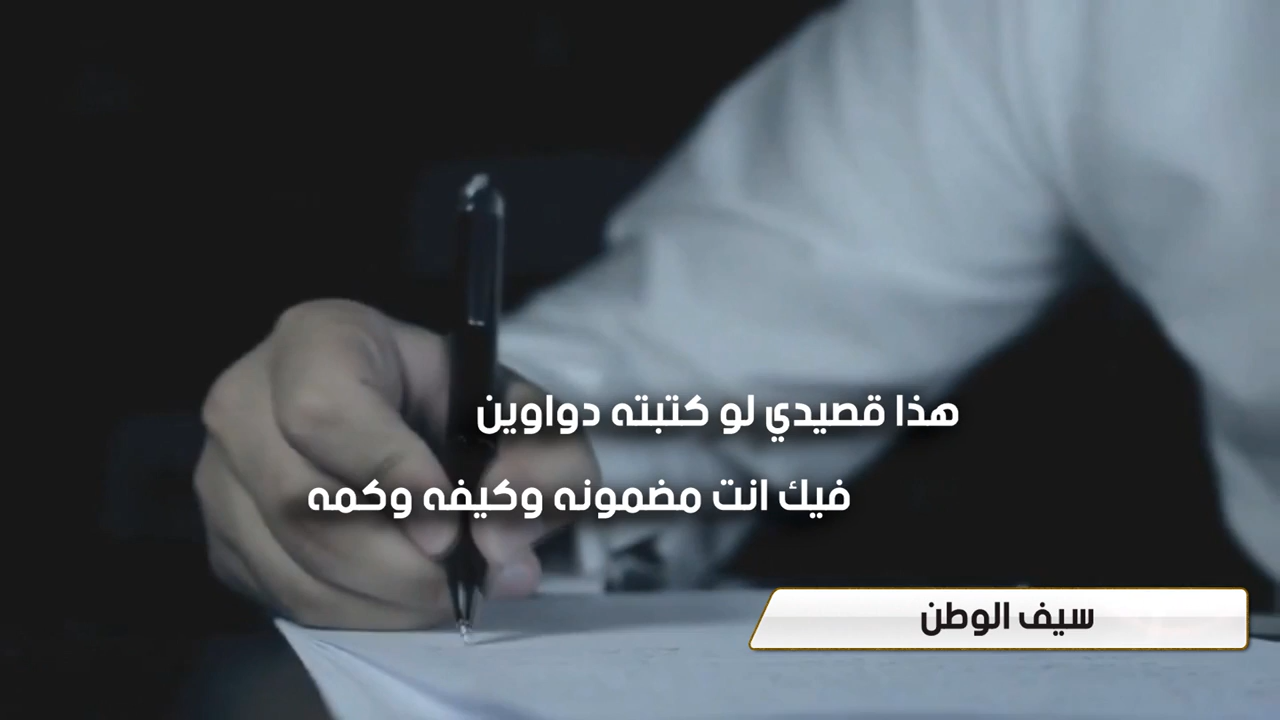 هذا قصيدي لو كتبته دواوين
فيك انت مضمونه وكيفه وكمه
سيف الوطن